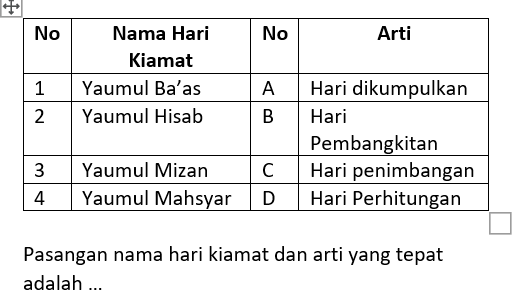 No Nama Hari Kiamat No Arti
1 Yaumul Ba’as A Hari dikumpulkan
2 Yaumul Hisab B Hari Pembangkitan
3 Yaumul Mizan C Hari penimbangan
4 Yaumul Mahsyar D Hari Perhitungan
Pasangan nama hari kiamat dan arti yang tepat
adalah ...